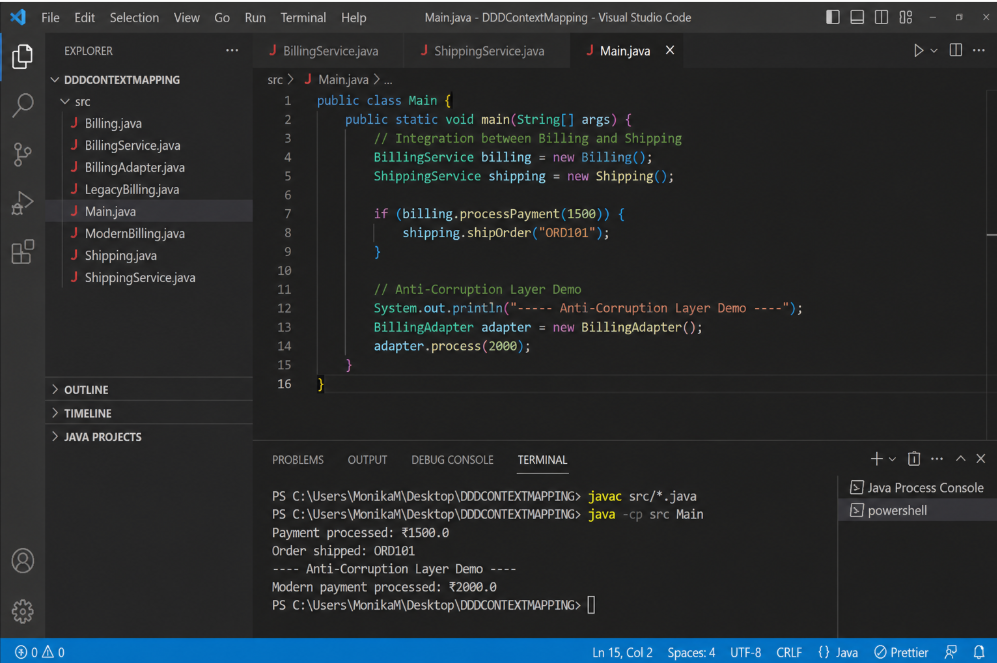 File Edit Selection View Go Run Terminal Help
Main.java - DDDContextMapping - Visual Studio Code
EXPLORER ...
DDDCONTEXTMAPPING
src
Billing.java
BillingService.java
BillingAdapter.java
LegacyBilling.java
Main.java
ModernBilling.java
Shipping.java
ShippingService.java
OUTLINE
TIMELINE
JAVA PROJECTS
J BillingService.java J ShippingService.java J Main.java
src > J Main.java > ...
1 public class Main {
2 public static void main(String[] args) {
3 // Integration between Billing and Shipping
4 BillingService billing = new Billing();
5 ShippingService shipping = new Shipping();
6
7 if (billing.processPayment(1500)) {
8 shipping.shipOrder("ORD101");
9 }
10
11 // Anti-Corruption Layer Demo
12 System.out.println("----- Anti-Corruption Layer Demo ----");
13 BillingAdapter adapter = new BillingAdapter();
14 adapter.process(2000);
15 }
16 }
PROBLEMS OUTPUT DEBUG CONSOLE TERMINAL
PS C:\Users\MonikaM\Desktop\DDDCONTEXTMAPPING> javac src/*.java
PS C:\Users\MonikaM\Desktop\DDDCONTEXTMAPPING> java -cp src Main
Payment processed: ₹1500.0
Order shipped: ORD101
---- Anti-Corruption Layer Demo ----
Modern payment processed: ₹2000.0
PS C:\Users\MonikaM\Desktop\DDDCONTEXTMAPPING>
Java Process Console
powershell
0 0 Ln 15, Col 2 Spaces: 4 UTF-8 CRLF {} Java Prettier